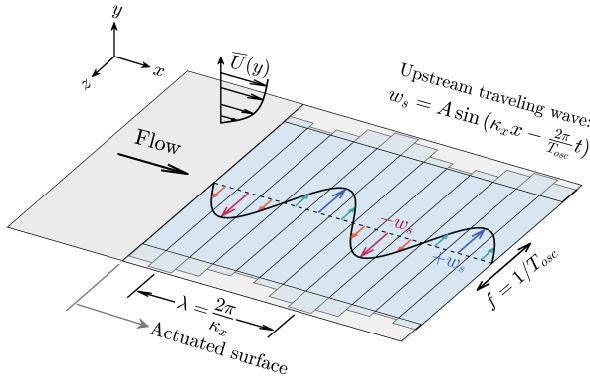 y
x
z
U̅(y)
Upstream traveling wave:
w_s = A sin (κ_x x − 2π/T_osc t)
Flow
−w_s
+w_s
f = 1/T_osc
λ = 2π/κ_x
Actuated surface